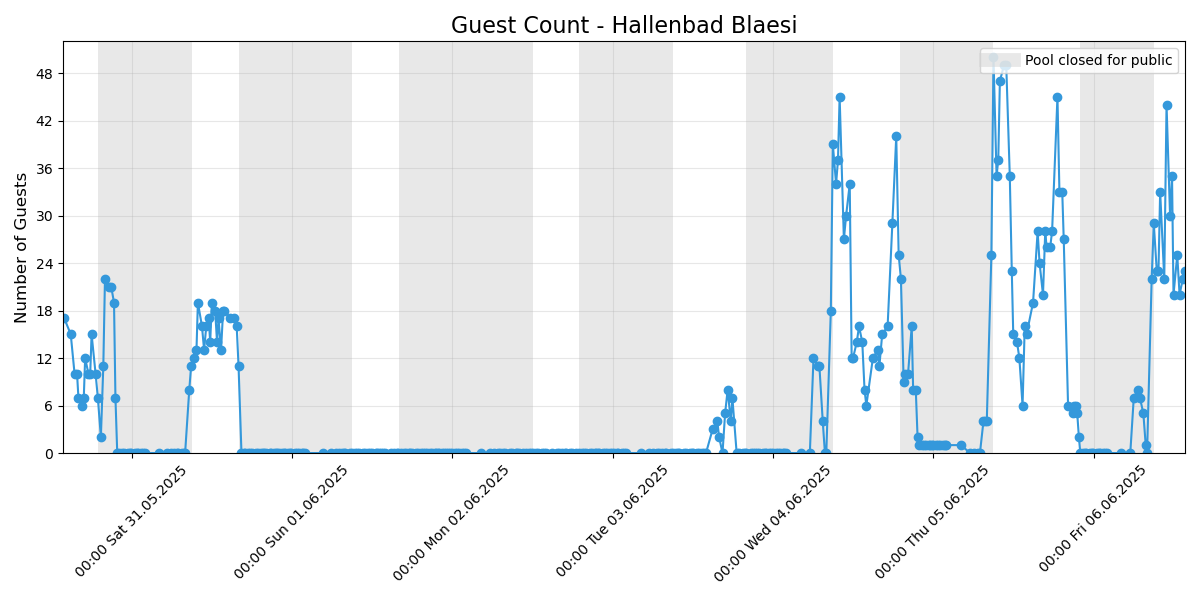 Guest Count - Hallenbad Blaesi
Pool closed for public
Number of Guests
48
42
36
30
24
18
12
6
0
00:00 Sat 31.05.2025
00:00 Sun 01.06.2025
00:00 Mon 02.06.2025
00:00 Tue 03.06.2025
00:00 Wed 04.06.2025
00:00 Thu 05.06.2025
00:00 Fri 06.06.2025